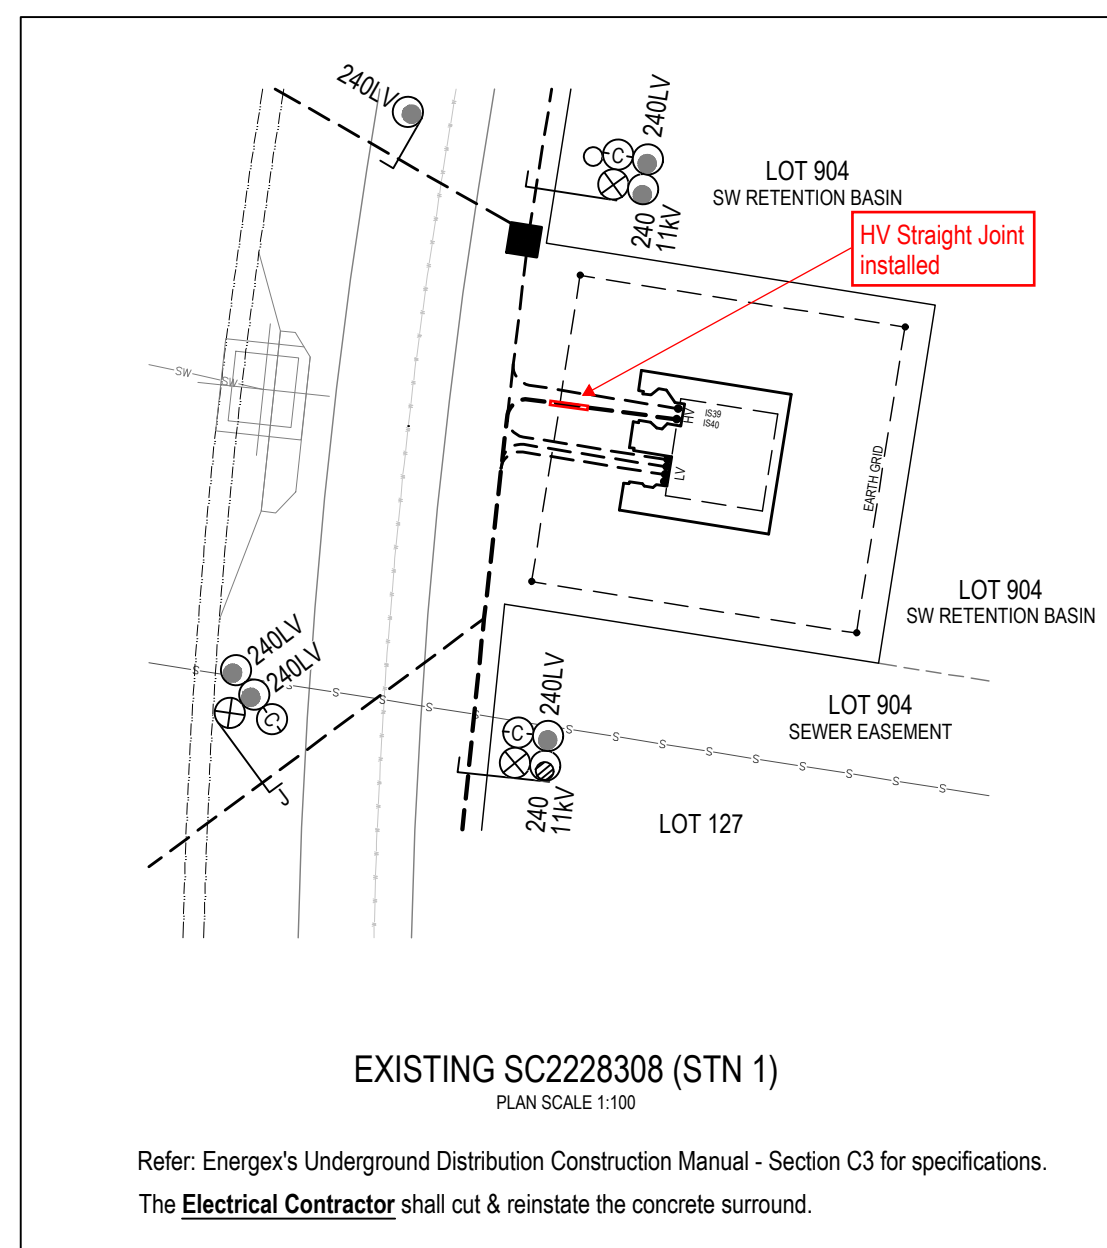 240LV
240LV
C
240
11kV
LOT 904
SW RETENTION BASIN
HV Straight Joint
installed
SW
SW
HV
IS39
IS40
LV
EARTH GRID
LOT 904
SW RETENTION BASIN
240LV
240LV
C
J
S
S
S
S
S
S
S
S
S
S
S
S
S
S
LOT 904
SEWER EASEMENT
240LV
C
240
11kV
LOT 127
EXISTING SC2228308 (STN 1)
PLAN SCALE 1:100
Refer: Energex's Underground Distribution Construction Manual - Section C3 for specifications.
The Electrical Contractor shall cut & reinstate the concrete surround.